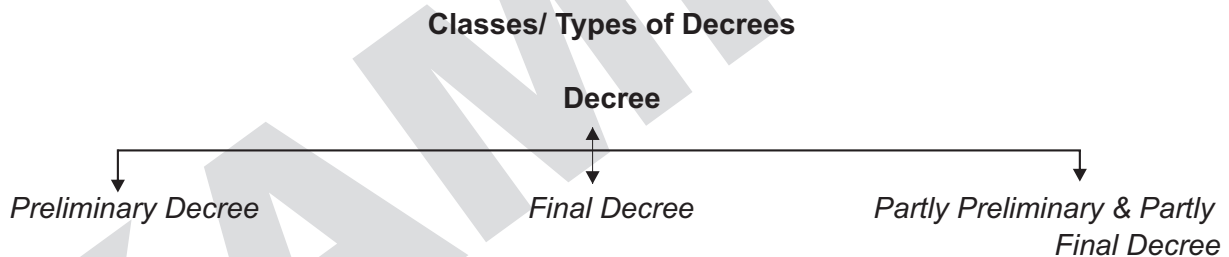 Classes/ Types of Decrees
Decree
Preliminary Decree Final Decree Partly Preliminary & Partly
Final Decree